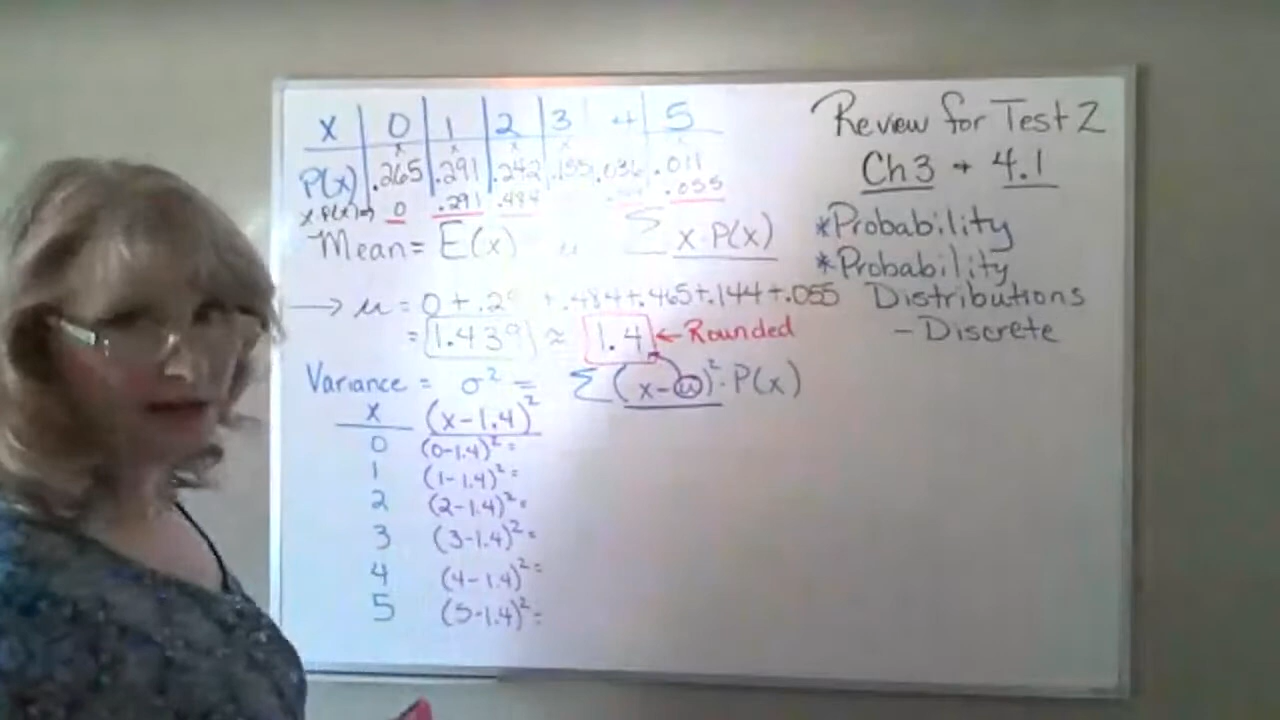 x 0 1 2 3 4 5
P(x) .265 .291 .242 .155 .036 .011
x·P(x)→ 0 .291 .484 .055
Mean = E(x) Σ x·P(x)
→ μ = 0 + .2 + .484+.465+.144+.055
= 1.439 ≈ 1.4 ← Rounded
Variance = σ² = Σ(x-μ)²·P(x)
x (x-1.4)²
0 (0-1.4)² =
1 (1-1.4)² =
2 (2-1.4)² =
3 (3-1.4)² =
4 (4-1.4)² =
5 (5-1.4)² =
Review for Test 2
Ch 3 + 4.1
*Probability
*Probability
Distributions
- Discrete